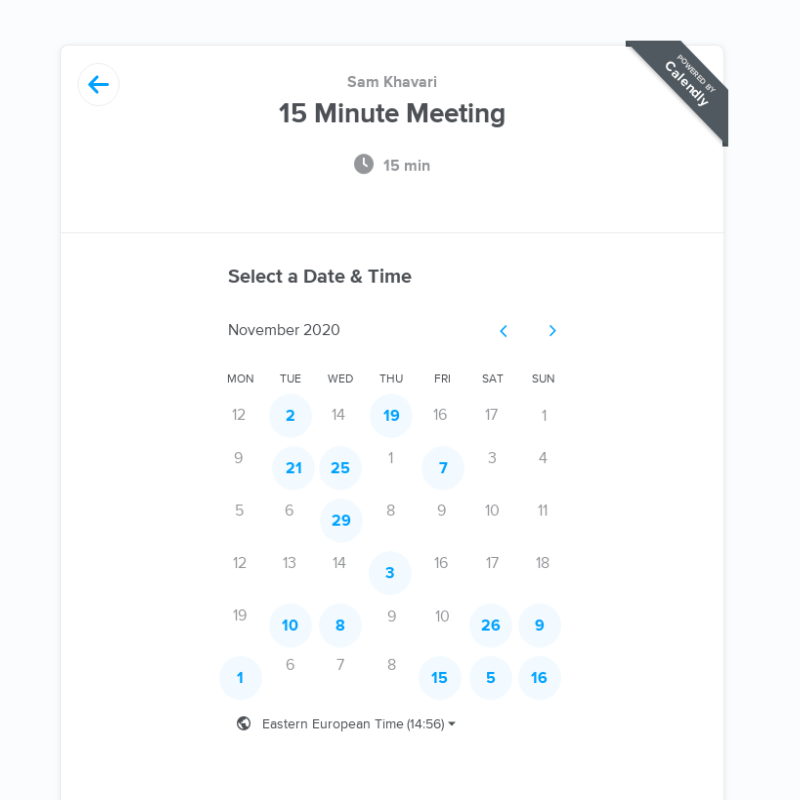 POWERED BY
Calendly
Sam Khavari
15 Minute Meeting
15 min
Select a Date & Time
November 2020
MON TUE WED THU FRI SAT SUN
12 2 14 19 16 17 1
9 21 25 1 7 3 4
5 6 29 8 9 10 11
12 13 14 3 16 17 18
19 10 8 9 10 26 9
1 6 7 8 15 5 16
Eastern European Time (14:56)